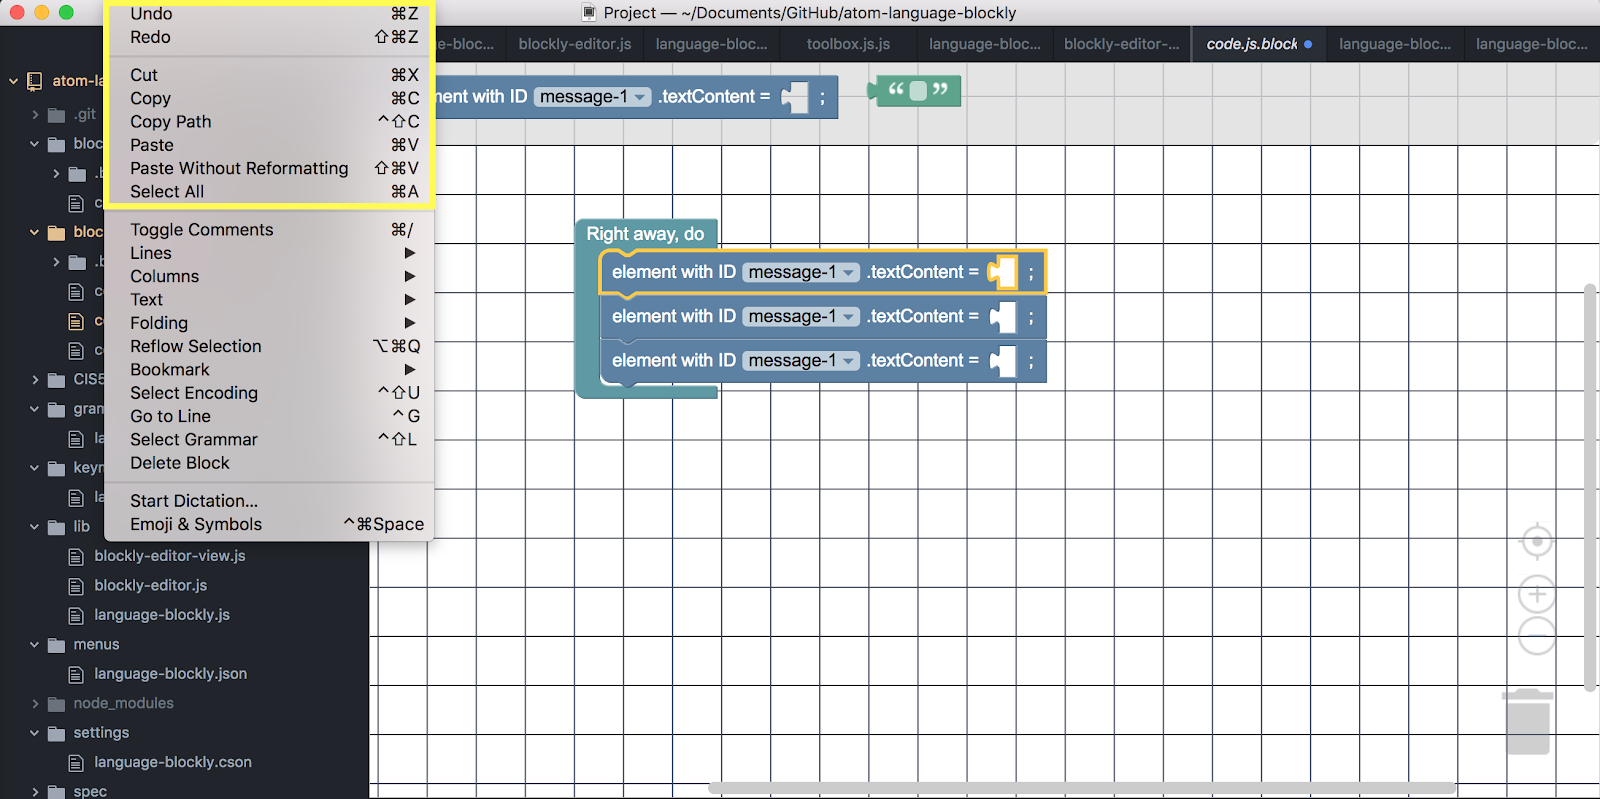 Project — ~/Documents/GitHub/atom-language-blockly
Undo ⌘Z
Redo ⇧⌘Z
Cut ⌘X
Copy ⌘C
Copy Path ^⇧C
Paste ⌘V
Paste Without Reformatting ⇧⌘V
Select All ⌘A
Toggle Comments ⌘/
Lines ▶
Columns ▶
Text ▶
Folding ▶
Reflow Selection ⌥⌘Q
Bookmark ▶
Select Encoding ^⇧U
Go to Line ^G
Select Grammar ^⇧L
Delete Block
Start Dictation...
Emoji & Symbols ^⌘Space
e-bloc...
blockly-editor.js
language-bloc...
toolbox.js.js
language-bloc...
blockly-editor-...
code.js.block
language-bloc...
language-bloc...
atom-la
.git
bloc
.b
c
bloc
.b
c
c
c
CIS5
gram
la
keym
la
lib
blockly-editor-view.js
blockly-editor.js
language-blockly.js
menus
language-blockly.json
node_modules
settings
language-blockly.cson
spec
ment with ID message-1 .textContent = ;
“ ”
Right away, do
element with ID message-1 .textContent = ;
element with ID message-1 .textContent = ;
element with ID message-1 .textContent = ;